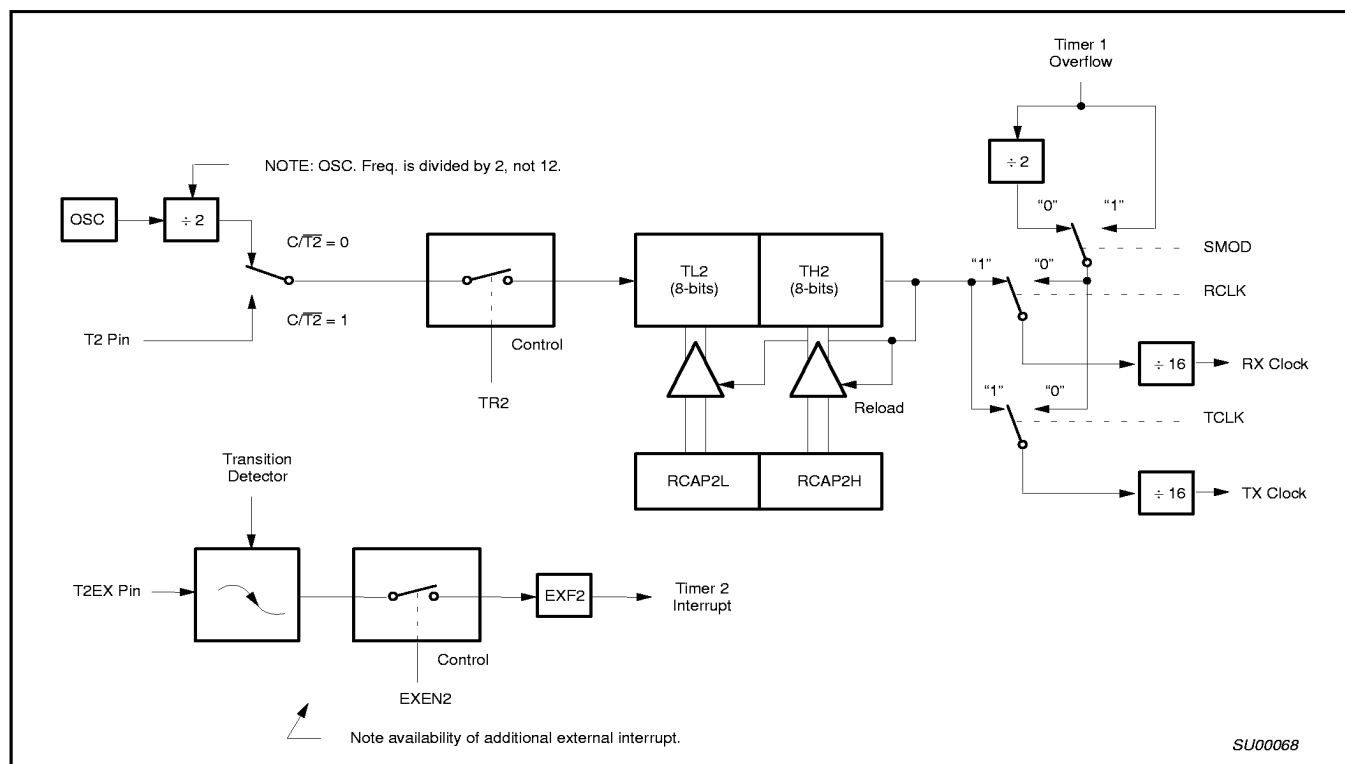 Timer 1
Overflow
÷ 2
NOTE: OSC. Freq. is divided by 2, not 12.
"0"
"1"
OSC
÷ 2
C/T2 = 0
SMOD
TL2
(8-bits)
TH2
(8-bits)
"1"
"0"
RCLK
C/T2 = 1
T2 Pin
Control
÷ 16
RX Clock
TR2
Reload
"1"
"0"
TCLK
Transition
Detector
RCAP2L
RCAP2H
÷ 16
TX Clock
T2EX Pin
EXF2
Timer 2
Interrupt
Control
EXEN2
Note availability of additional external interrupt.
SU00068